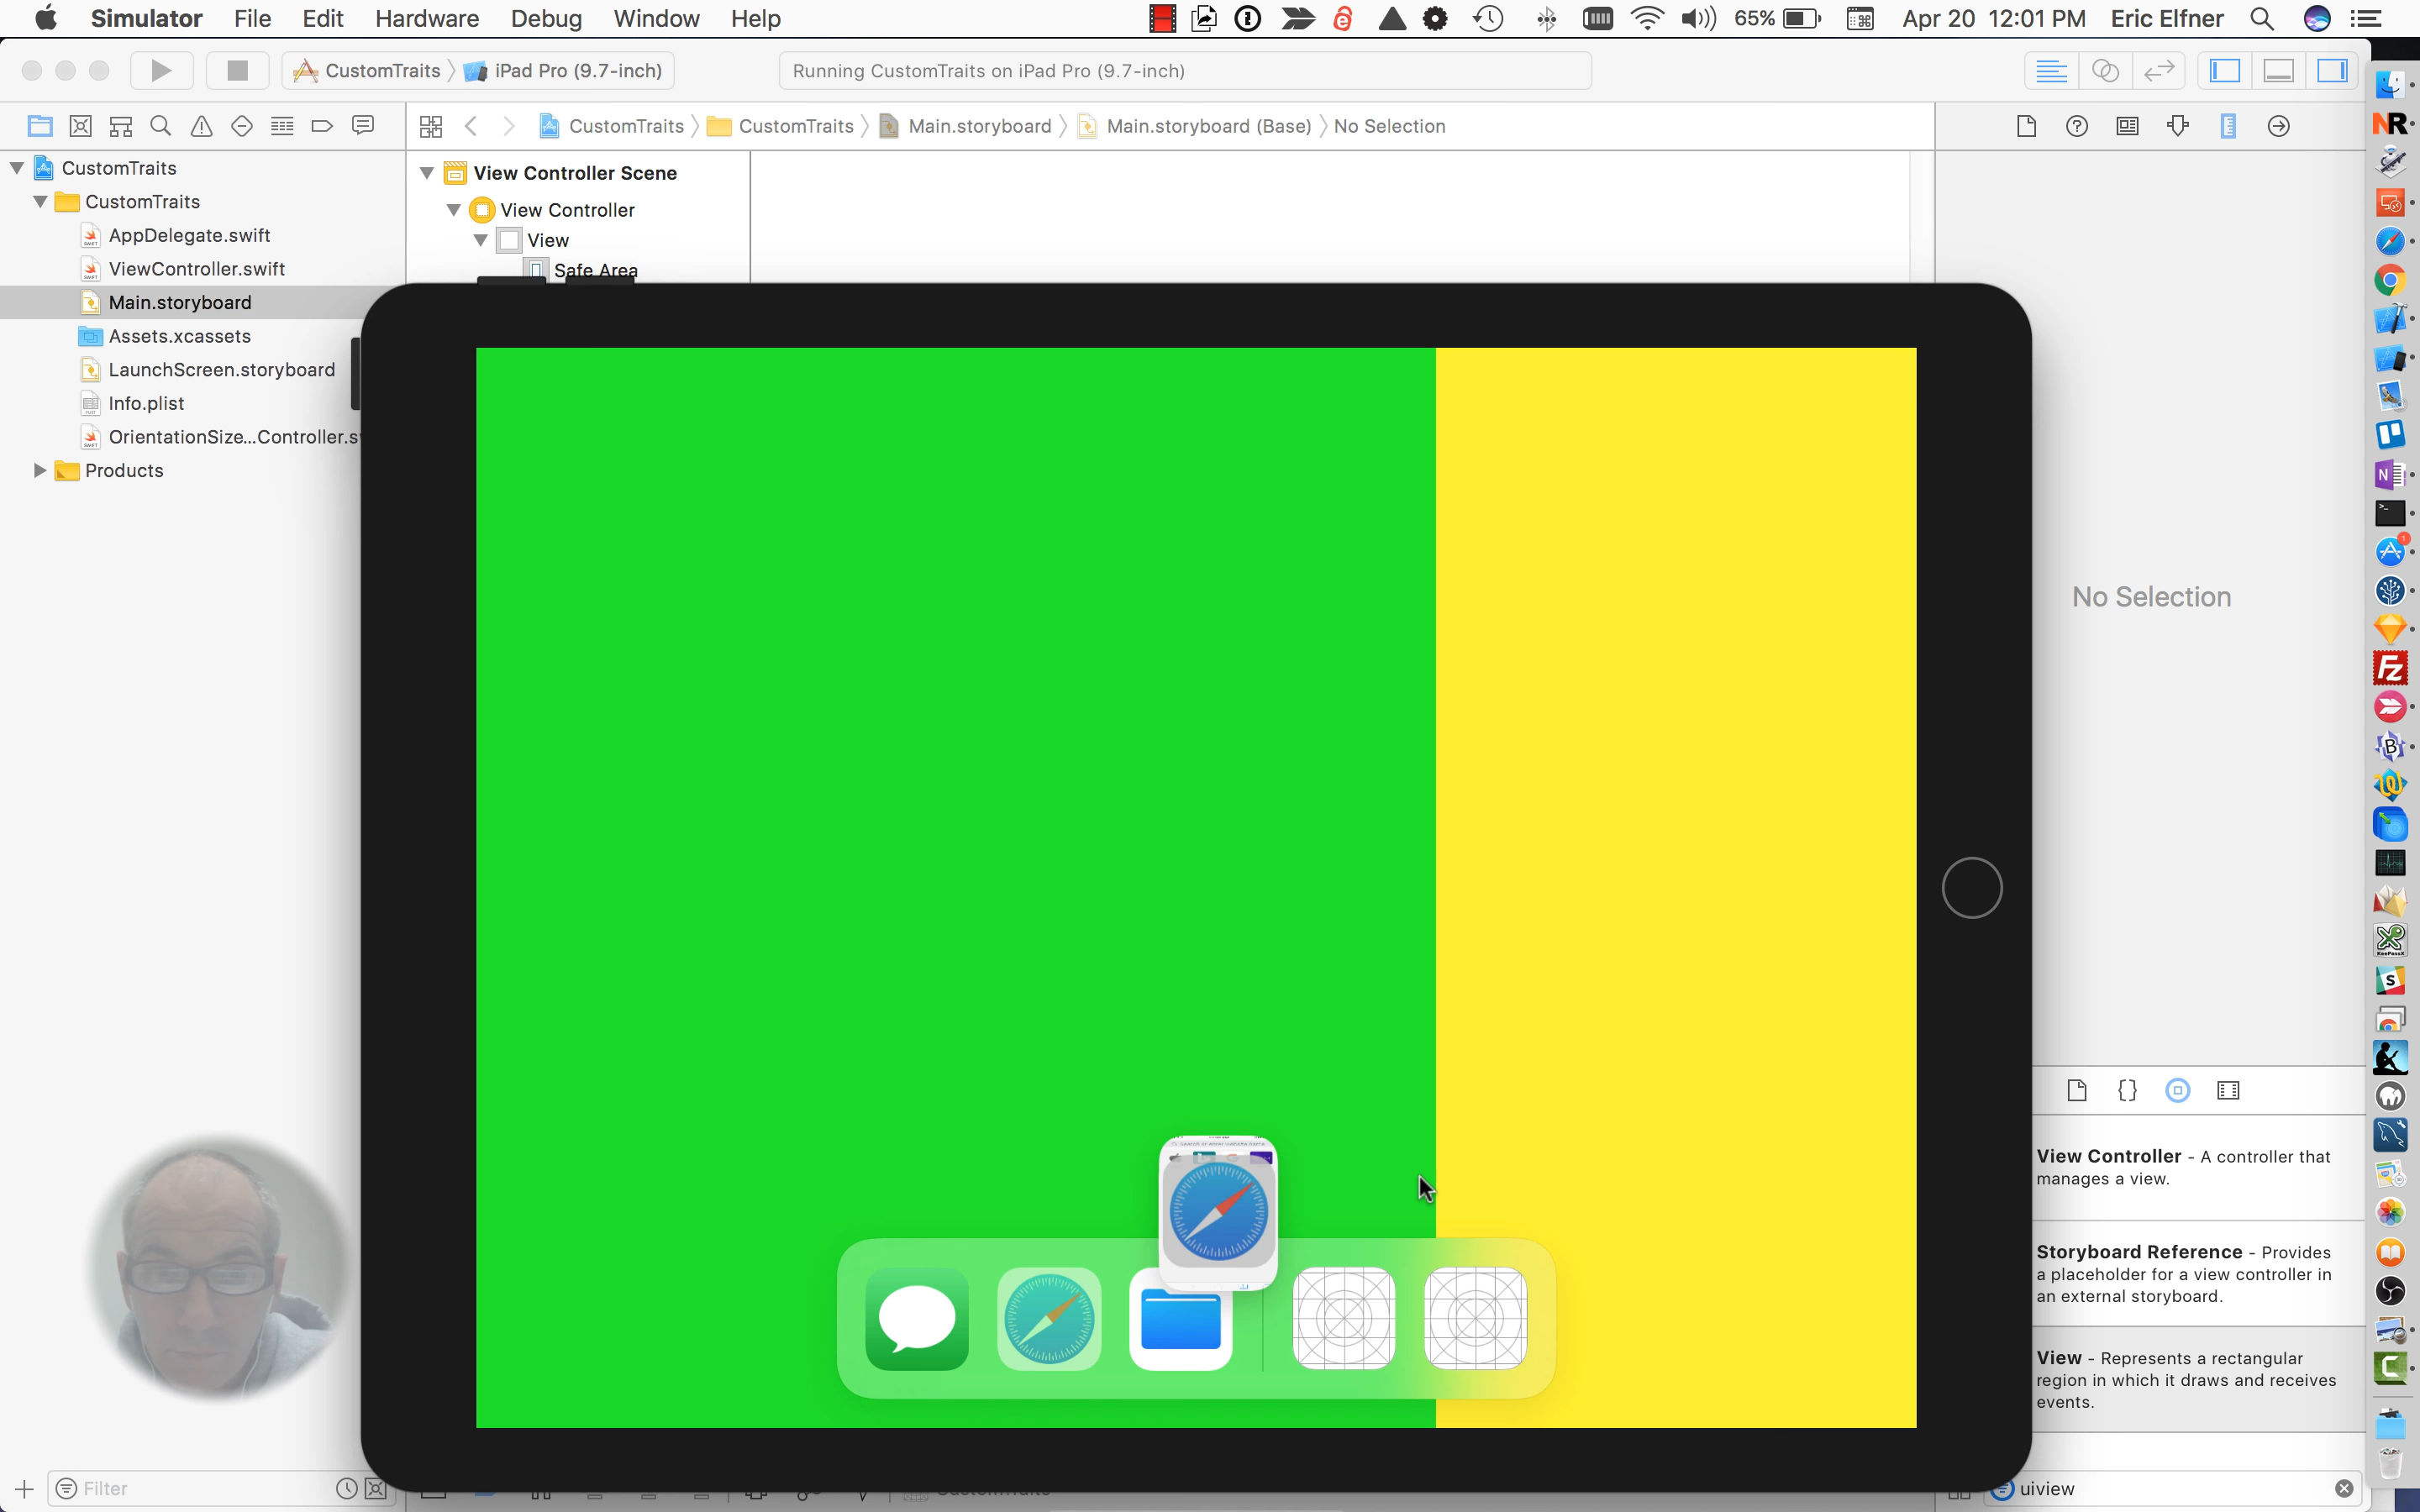 Simulator File Edit Hardware Debug Window Help 65% Apr 20 12:01 PM Eric Elfner
CustomTraits iPad Pro (9.7-inch) Running CustomTraits on iPad Pro (9.7-inch)
CustomTraits CustomTraits Main.storyboard Main.storyboard (Base) No Selection
CustomTraits
CustomTraits
AppDelegate.swift
ViewController.swift
Main.storyboard
Assets.xcassets
LaunchScreen.storyboard
Info.plist
OrientationSize...Controller.s
Products
View Controller Scene
View Controller
View
Safe Area
No Selection
View Controller - A controller that
manages a view.
Storyboard Reference - Provides
a placeholder for a view controller in
an external storyboard.
View - Represents a rectangular
region in which it draws and receives
events.
Filter
uiview